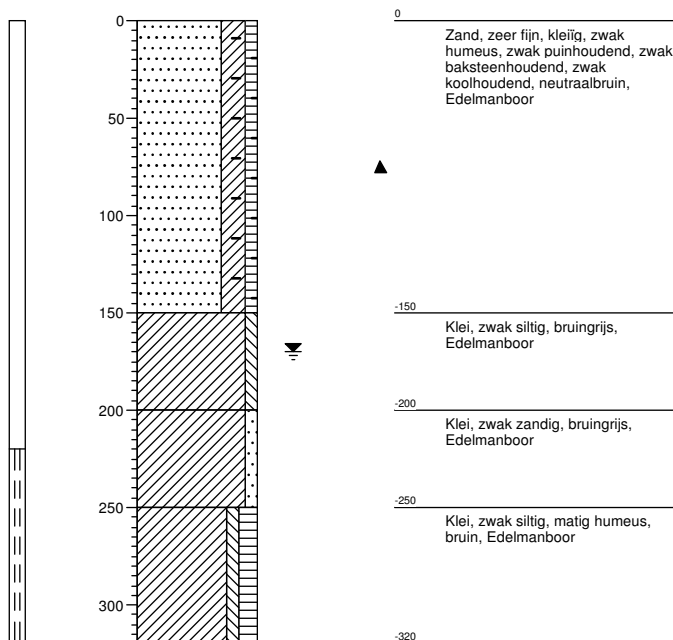 0
50
100
150
200
250
300
0
Zand, zeer fijn, kleiïg, zwak
humeus, zwak puinhoudend, zwak
baksteenhoudend, zwak
koolhoudend, neutraalbruin,
Edelmanboor
-150
Klei, zwak siltig, bruingrijs,
Edelmanboor
-200
Klei, zwak zandig, bruingrijs,
Edelmanboor
-250
Klei, zwak siltig, matig humeus,
bruin, Edelmanboor
-320